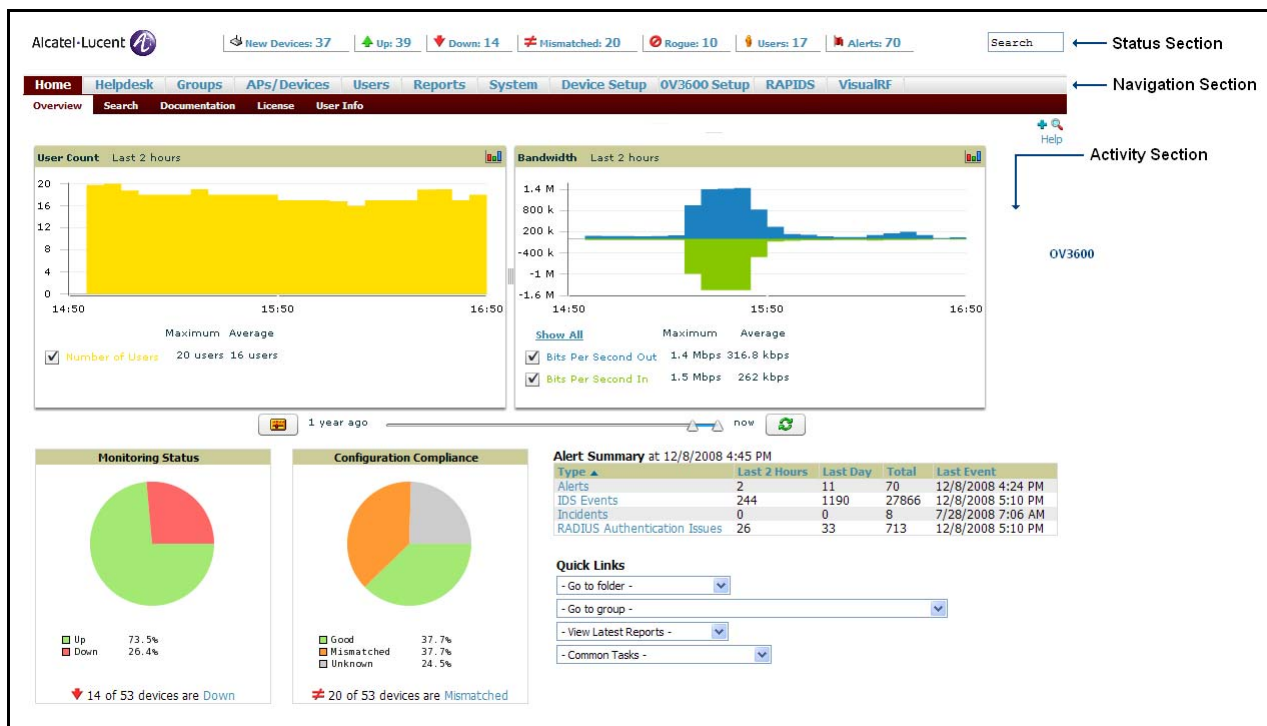 Alcatel-Lucent New Devices: 37 Up: 39 Down: 14 Mismatched: 20 Rogue: 10 Users: 17 Alerts: 70 Search Status Section
Home Helpdesk Groups APs/Devices Users Reports System Device Setup OV3600 Setup RAPIDS VisualRF Navigation Section
Overview Search Documentation License User Info
Help
Activity Section
User Count Last 2 hours
20
16
12
8
4
0
14:50 15:50 16:50
Maximum Average
Number of Users 20 users 16 users
Bandwidth Last 2 hours
1.4 M
800 k
200 k
-400 k
-1 M
-1.6 M
14:50 15:50 16:50
Show All Maximum Average
Bits Per Second Out 1.4 Mbps 316.8 kbps
Bits Per Second In 1.5 Mbps 262 kbps
OV3600
1 year ago now
Monitoring Status
Up 73.5%
Down 26.4%
14 of 53 devices are Down
Configuration Compliance
Good 37.7%
Mismatched 37.7%
Unknown 24.5%
20 of 53 devices are Mismatched
Alert Summary at 12/8/2008 4:45 PM
Type Last 2 Hours Last Day Total Last Event
Alerts 2 11 70 12/8/2008 4:24 PM
IDS Events 244 1190 27866 12/8/2008 5:10 PM
Incidents 0 0 8 7/28/2008 7:06 AM
RADIUS Authentication Issues 26 33 713 12/8/2008 5:10 PM
Quick Links
- Go to folder -
- Go to group -
- View Latest Reports -
- Common Tasks -